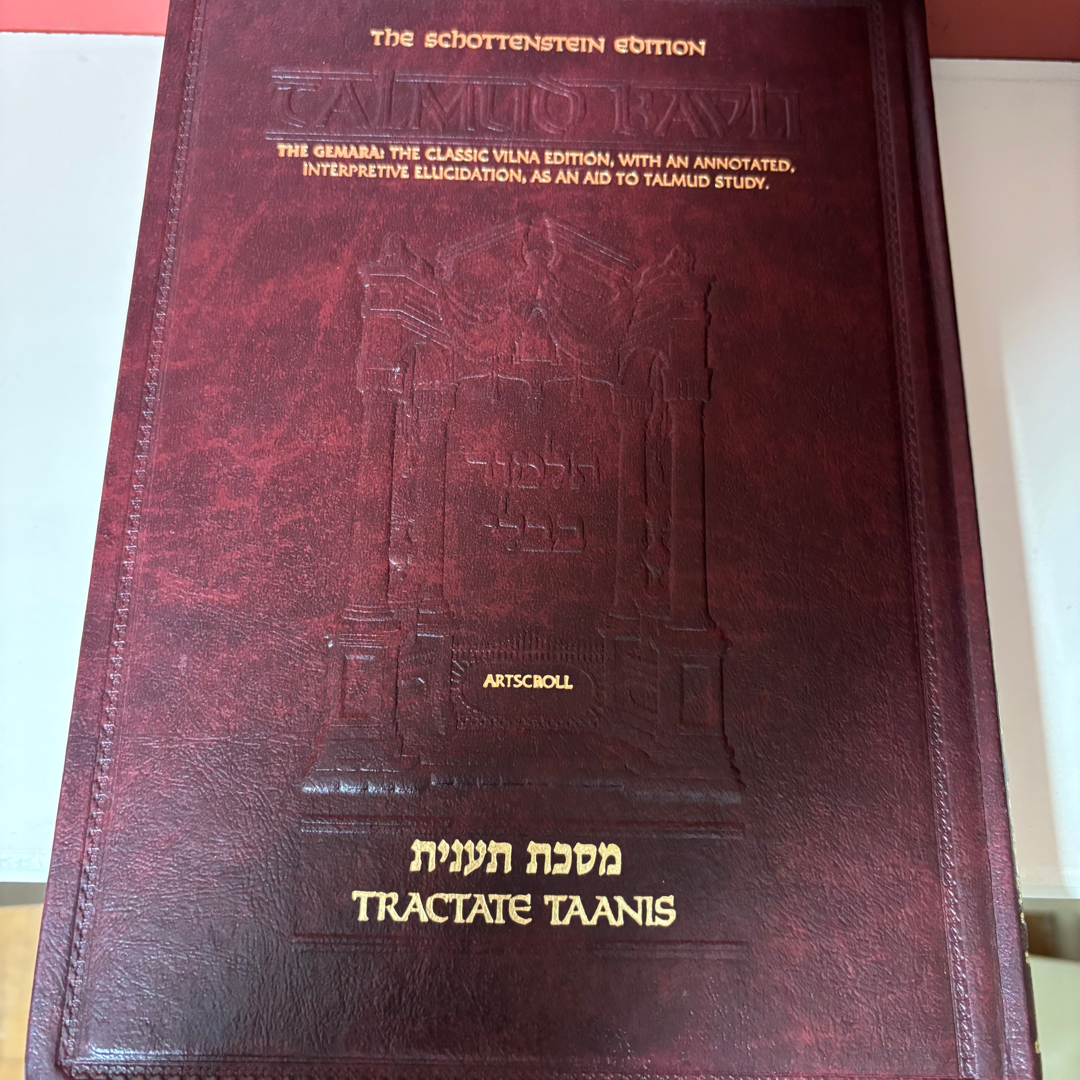 THE SCHOTTENSTEIN EDITION
TALMUD BAVLI
THE GEMARA: THE CLASSIC VILNA EDITION, WITH AN ANNOTATED,
INTERPRETIVE ELUCIDATION, AS AN AID TO TALMUD STUDY.
תלמוד
בבלי
ARTSCROLL
מסכת תענית
TRACTATE TAANIS